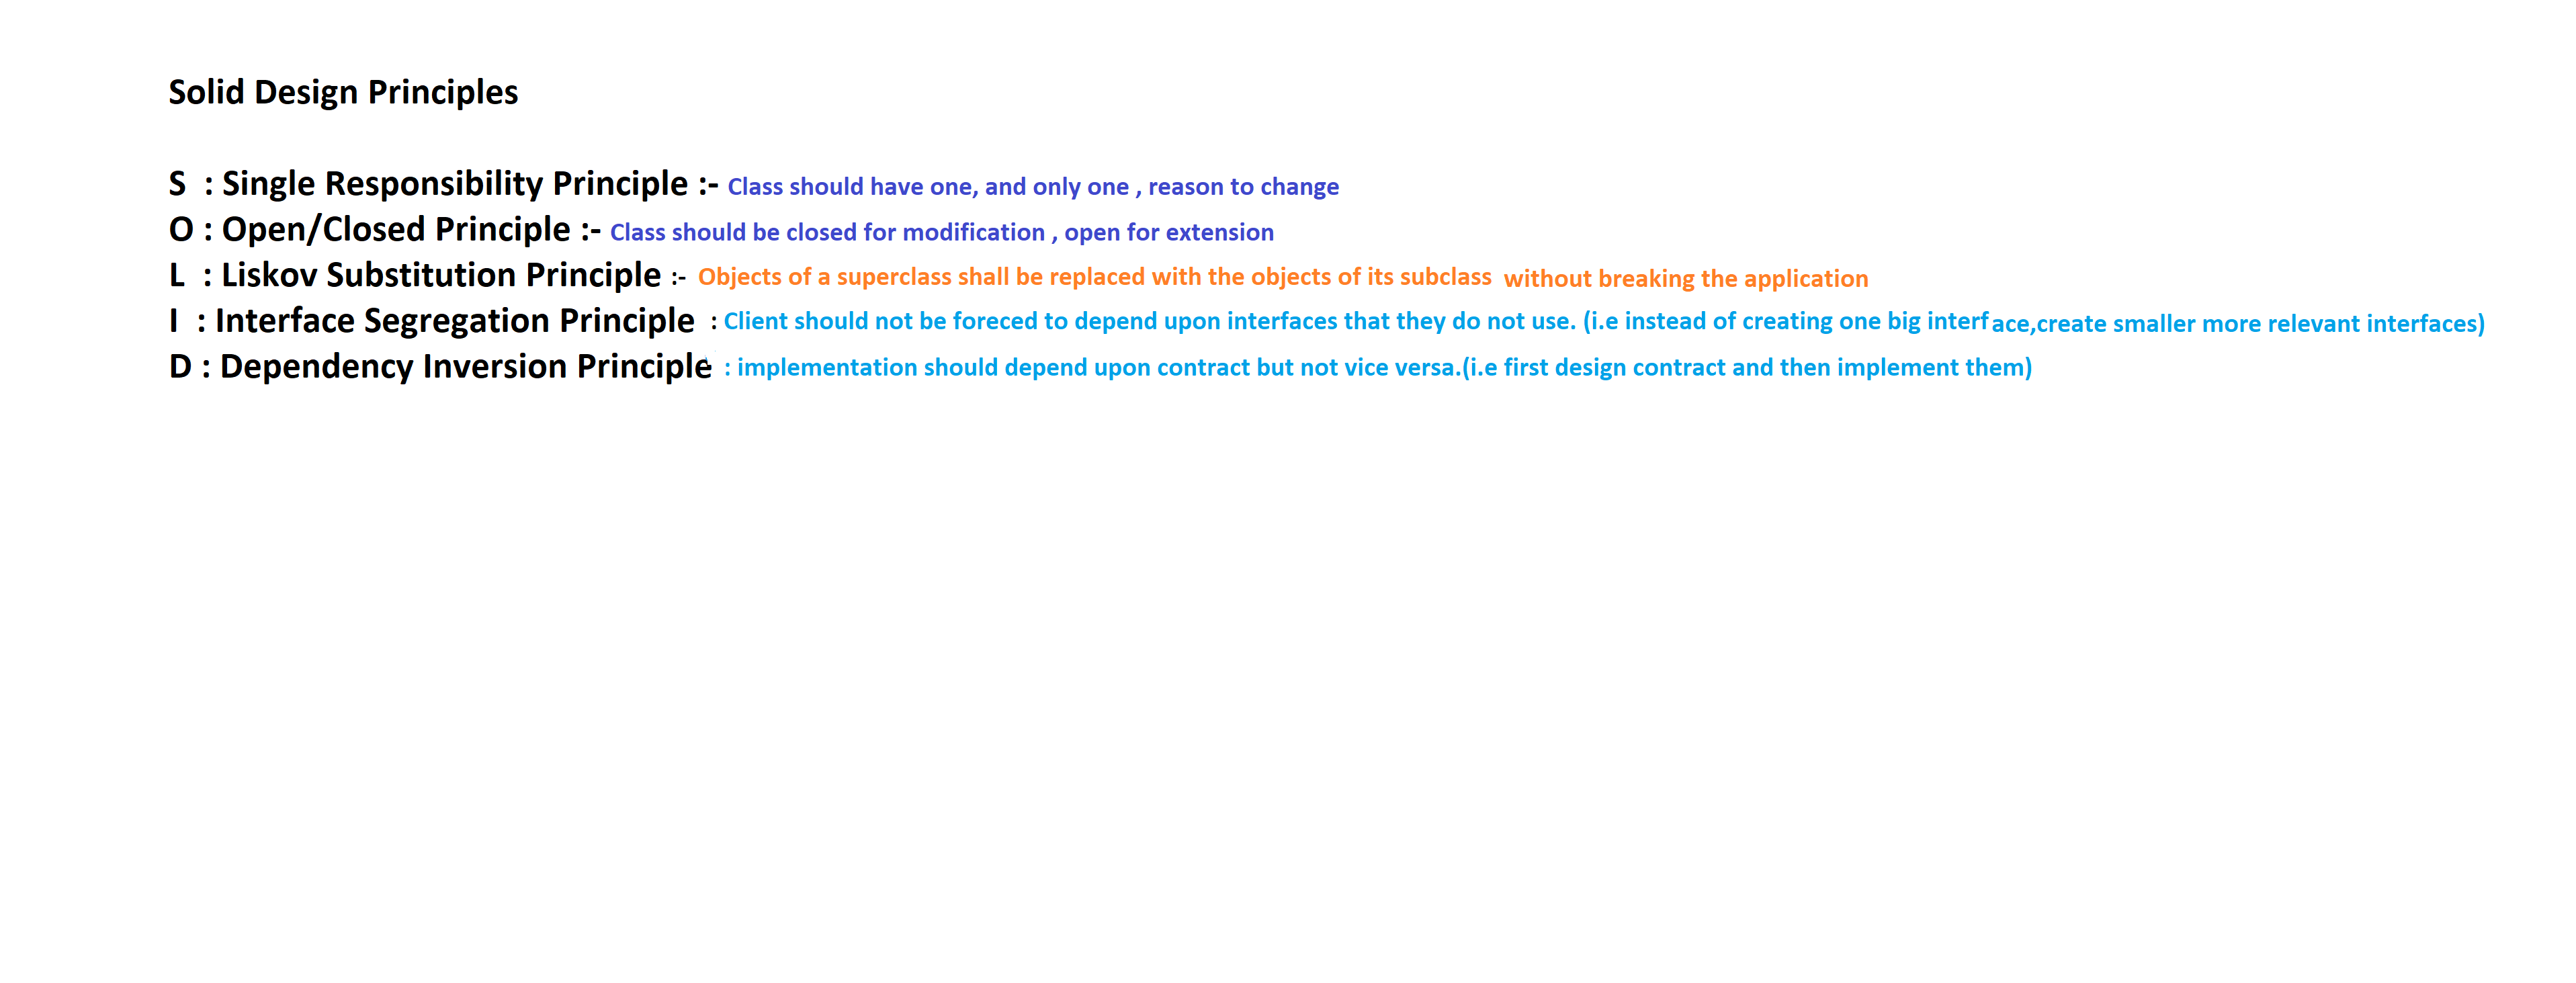 Solid Design Principles
S : Single Responsibility Principle :- Class should have one, and only one , reason to change
O : Open/Closed Principle :- Class should be closed for modification , open for extension
L : Liskov Substitution Principle :- Objects of a superclass shall be replaced with the objects of its subclass without breaking the application
I : Interface Segregation Principle : Client should not be foreced to depend upon interfaces that they do not use. (i.e instead of creating one big interface,create smaller more relevant interfaces)
D : Dependency Inversion Principle : implementation should depend upon contract but not vice versa.(i.e first design contract and then implement them)